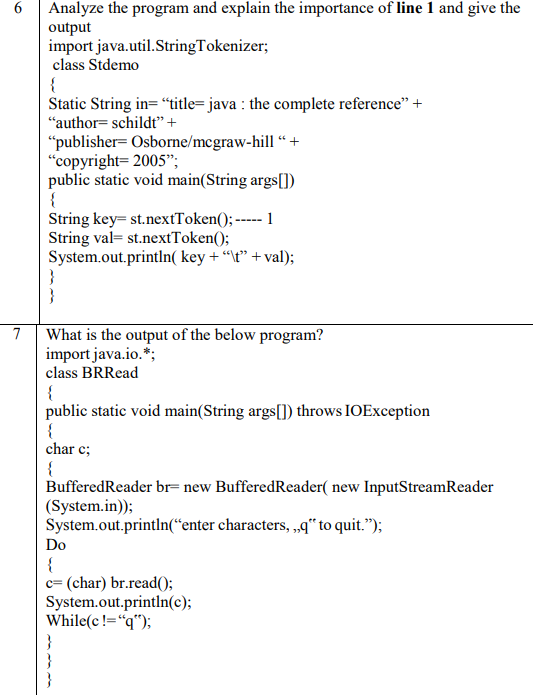 6 Analyze the program and explain the importance of line 1 and give the
output
import java.util.StringTokenizer;
class Stdemo
{
Static String in= “title= java : the complete reference” +
“author= schildt” +
“publisher= Osborne/mcgraw-hill “ +
“copyright= 2005”;
public static void main(String args[])
{
String key= st.nextToken(); ----- 1
String val= st.nextToken();
System.out.println( key + “\t” + val);
}
}
7 What is the output of the below program?
import java.io.*;
class BRRead
{
public static void main(String args[]) throws IOException
{
char c;
{
BufferedReader br= new BufferedReader( new InputStreamReader
(System.in));
System.out.println(“enter characters, „q‟ to quit.”);
Do
{
c= (char) br.read();
System.out.println(c);
While(c != “q‟);
}
}
}